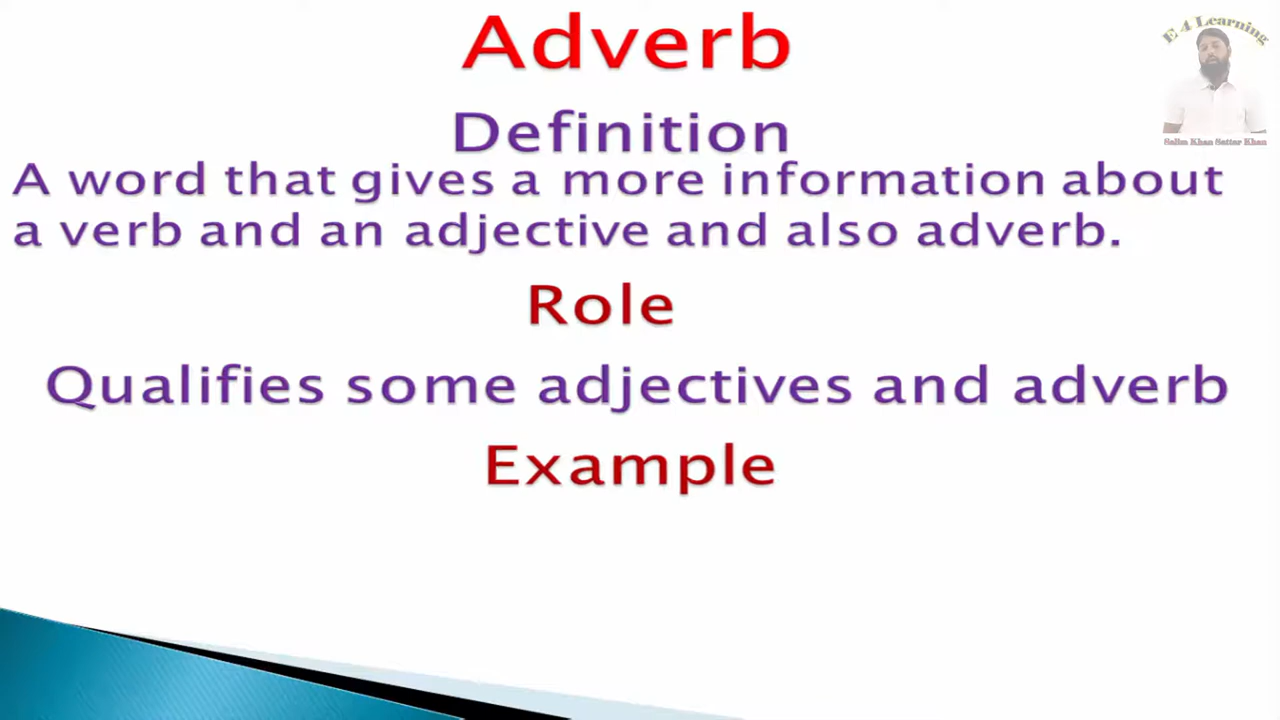 E 4 Learning
Adverb
Salim Khan Sattar Khan
Definition
A word that gives a more information about
a verb and an adjective and also adverb.
Role
Qualifies some adjectives and adverb
Example